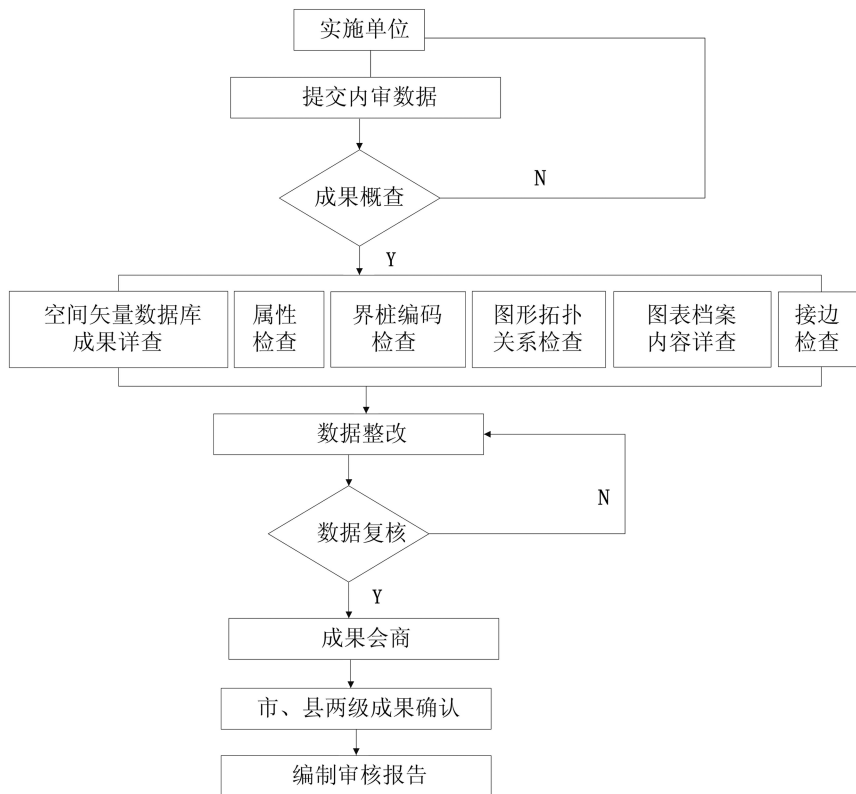 实施单位
提交内审数据
成果概查
N
Y
空间矢量数据库
成果详查
属性
检查
界桩编码
检查
图形拓扑
关系检查
图表档案
内容详查
接边
检查
数据整改
N
数据复核
Y
成果会商
市、县两级成果确认
编制审核报告